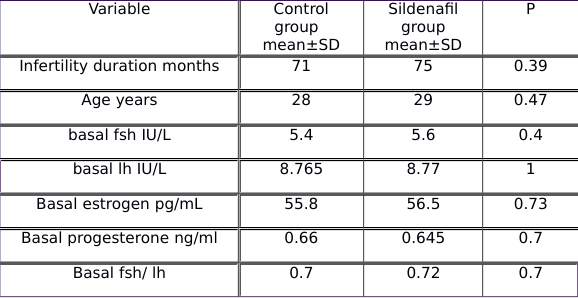 Variable Control group mean±SD Sildenafil group mean±SD P
Infertility duration months 71 75 0.39
Age years 28 29 0.47
basal fsh IU/L 5.4 5.6 0.4
basal lh IU/L 8.765 8.77 1
Basal estrogen pg/mL 55.8 56.5 0.73
Basal progesterone ng/ml 0.66 0.645 0.7
Basal fsh/ lh 0.7 0.72 0.7